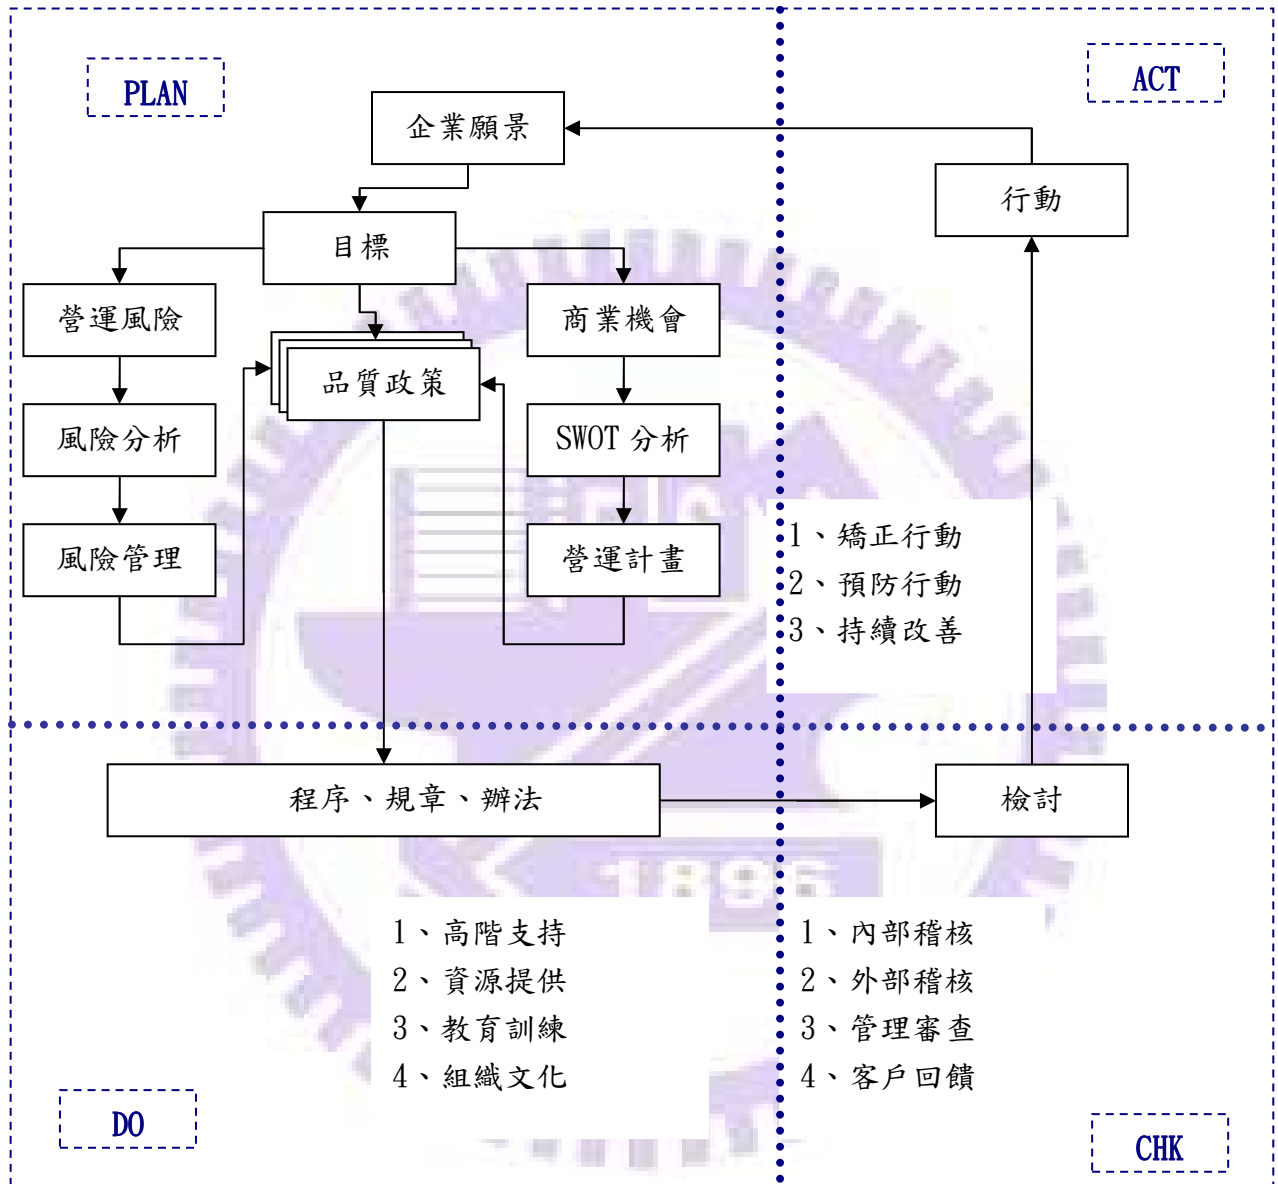 PLAN
ACT
企業願景
行動
目標
營運風險
商業機會
品質政策
風險分析
SWOT 分析
風險管理
營運計畫
1、矯正行動
2、預防行動
3、持續改善
程序、規章、辦法
檢討
1896
1、高階支持
2、資源提供
3、教育訓練
4、組織文化
1、內部稽核
2、外部稽核
3、管理審查
4、客戶回饋
DO
CHK